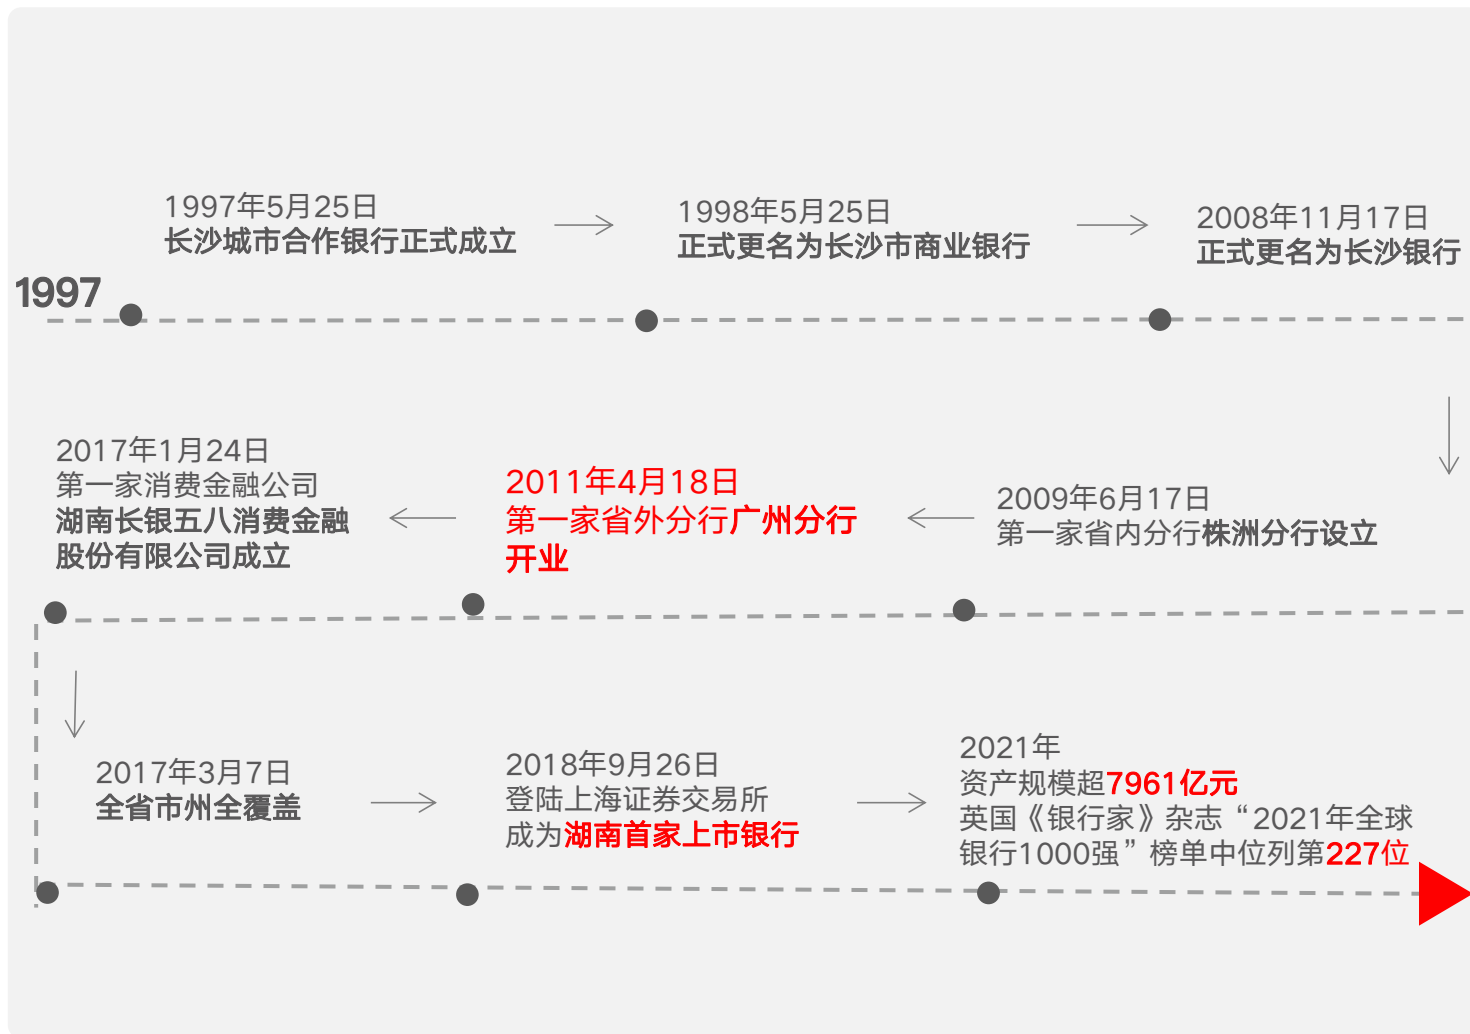 1997年5月25日
长沙城市合作银行正式成立
1998年5月25日
正式更名为长沙市商业银行
2008年11月17日
正式更名为长沙银行
1997
2009年6月17日
第一家省内分行株洲分行设立
2011年4月18日
第一家省外分行广州分行
开业
2017年1月24日
第一家消费金融公司
湖南长银五八消费金融
股份有限公司成立
2017年3月7日
全省市州全覆盖
2018年9月26日
登陆上海证券交易所
成为湖南首家上市银行
2021年
资产规模超7961亿元
英国《银行家》杂志“2021年全球
银行1000强”榜单中位列第227位